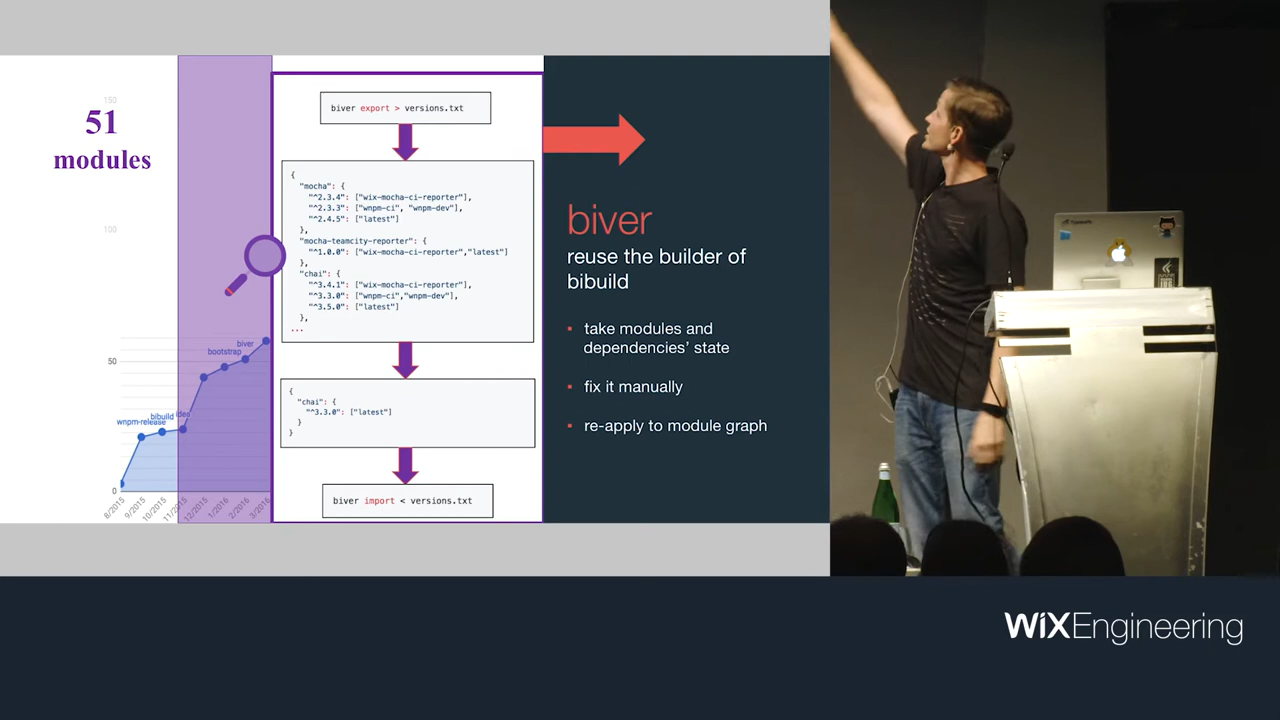 150
51
modules
100
50
0
wnpm-release
bibuild
idea
bootstrap
biver
8/2015
9/2015
10/2015
11/2015
12/2015
1/2016
2/2016
3/2016
biver export > versions.txt
{
"mocha": {
"^2.3.4": ["wix-mocha-ci-reporter"],
"^2.3.3": ["wnpm-ci", "wnpm-dev"],
"^2.4.5": ["latest"]
},
"mocha-teamcity-reporter": {
"^1.0.0": ["wix-mocha-ci-reporter","latest"]
},
"chai": {
"^3.4.1": ["wix-mocha-ci-reporter"],
"^3.3.0": ["wnpm-ci","wnpm-dev"],
"^3.5.0": ["latest"]
},
...
{
"chai": {
"^3.3.0": ["latest"]
}
}
biver import < versions.txt
biver
reuse the builder of
bibuild
▪ take modules and
dependencies' state
▪ fix it manually
▪ re-apply to module graph
WiXEngineering